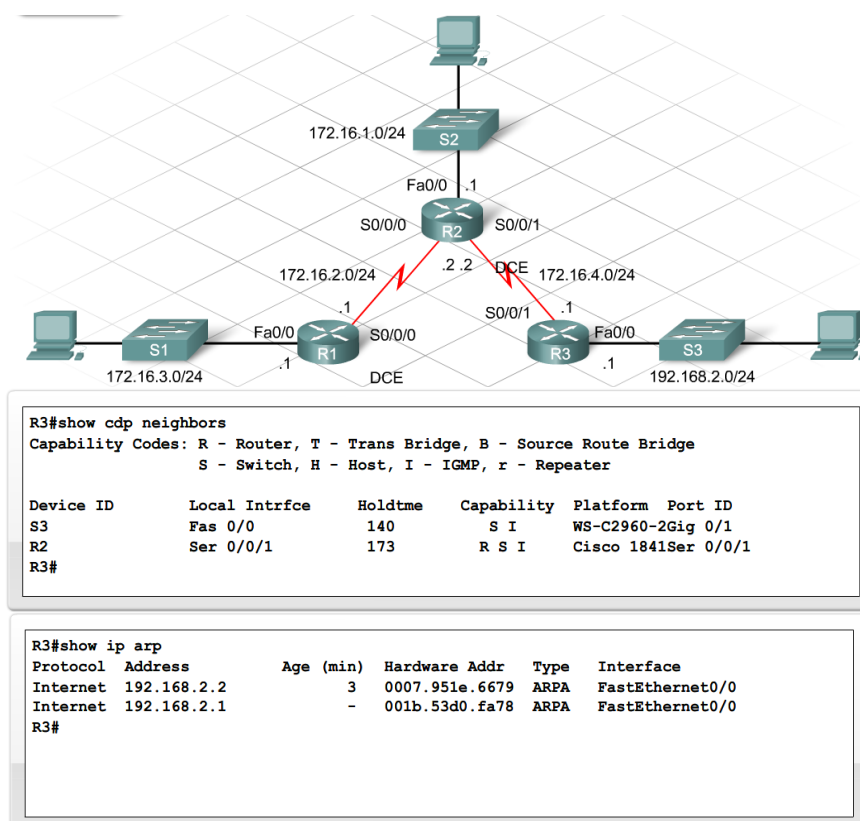 172.16.1.0/24
S2
Fa0/0 .1
S0/0/0 R2 S0/0/1
.2 .2 DCE
172.16.2.0/24 172.16.4.0/24
.1 S0/0/1 .1
Fa0/0 S0/0/0 Fa0/0
S1 R1 R3 S3
.1 .1
172.16.3.0/24 DCE 192.168.2.0/24
R3#show cdp neighbors
Capability Codes: R - Router, T - Trans Bridge, B - Source Route Bridge
S - Switch, H - Host, I - IGMP, r - Repeater
Device ID Local Intrfce Holdtme Capability Platform Port ID
S3 Fas 0/0 140 S I WS-C2960-2Gig 0/1
R2 Ser 0/0/1 173 R S I Cisco 1841Ser 0/0/1
R3#
R3#show ip arp
Protocol Address Age (min) Hardware Addr Type Interface
Internet 192.168.2.2 3 0007.951e.6679 ARPA FastEthernet0/0
Internet 192.168.2.1 - 001b.53d0.fa78 ARPA FastEthernet0/0
R3#